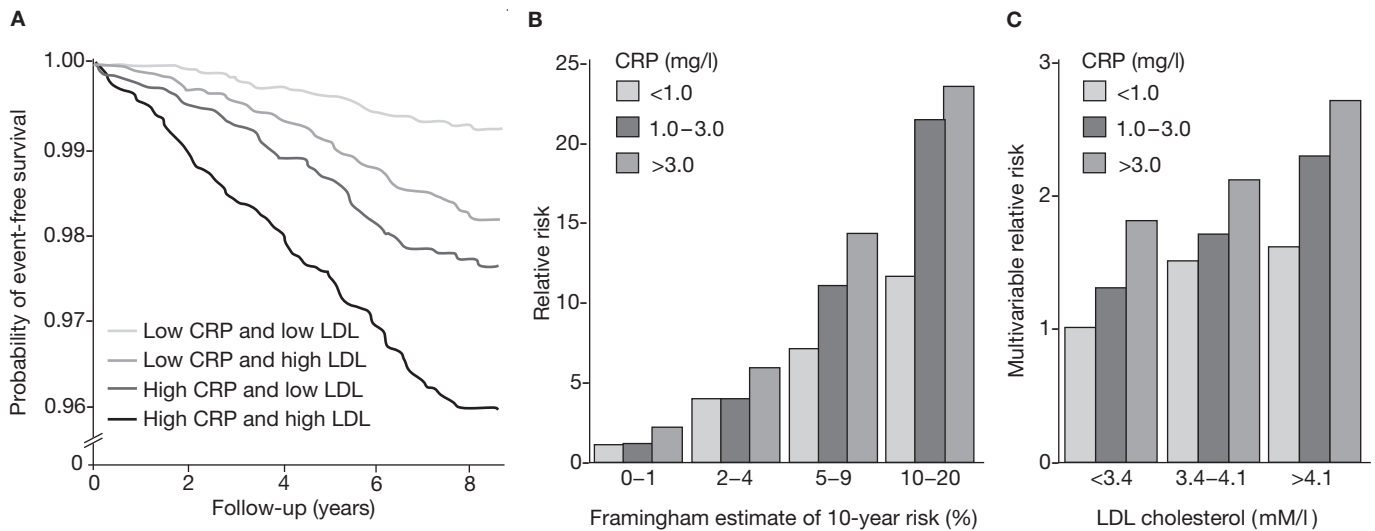 A
Probability of event-free survival
1.00
0.99
0.98
0.97
0.96
0
Low CRP and low LDL
Low CRP and high LDL
High CRP and low LDL
High CRP and high LDL
0 2 4 6 8
Follow-up (years)
B
Relative risk
25
20
15
10
5
0
CRP (mg/l)
<1.0
1.0–3.0
>3.0
0–1 2–4 5–9 10–20
Framingham estimate of 10-year risk (%)
C
Multivariable relative risk
3
2
1
0
CRP (mg/l)
<1.0
1.0–3.0
>3.0
<3.4 3.4–4.1 >4.1
LDL cholesterol (mM/l)